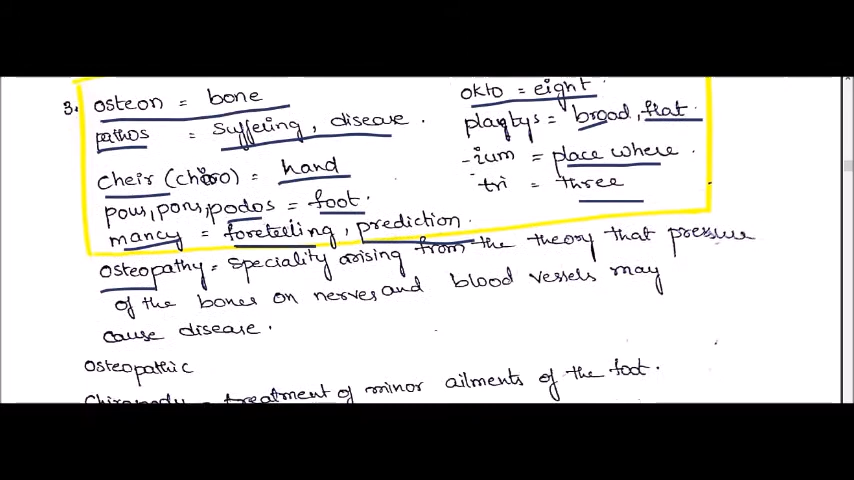 3. osteon = bone
pathos = suffering, disease.
cheir (chiro) = hand
pous, pons, podos = foot.
mancy = foretelling, prediction.
okto = eight.
platys = broad, flat.
-ium = place where.
tri = three
Osteopathy = speciality arising from the theory that pressure
of the bones on nerves and blood vessels may
cause disease.
Osteopathic
Chiropody = treatment of minor ailments of the foot.